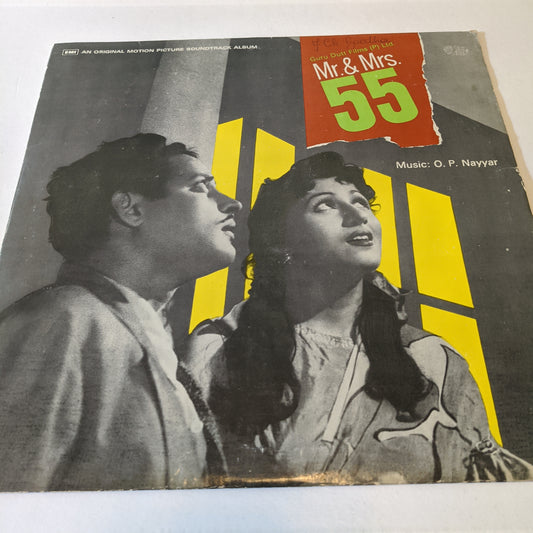 EMI AN ORIGINAL MOTION PICTURE SOUNDTRACK ALBUM
Guru Dutt Films (P) Ltd
Mr. & Mrs.
55
Music: O. P. Nayyar